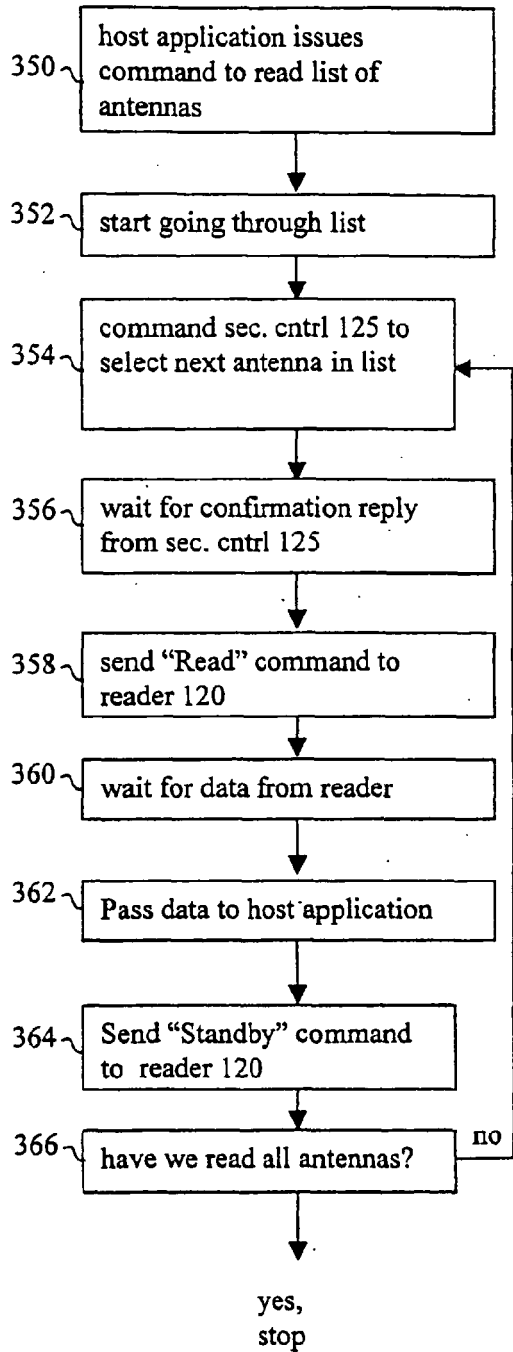 host application issues
350 command to read list of
antennas
352 start going through list
command sec. cntrl 125 to
354 select next antenna in list
356 wait for confirmation reply
from sec. cntrl 125
358 send “Read” command to
reader 120
360 wait for data from reader
362 Pass data to host application
364 Send “Standby” command
to reader 120
no
366 have we read all antennas?
yes,
stop